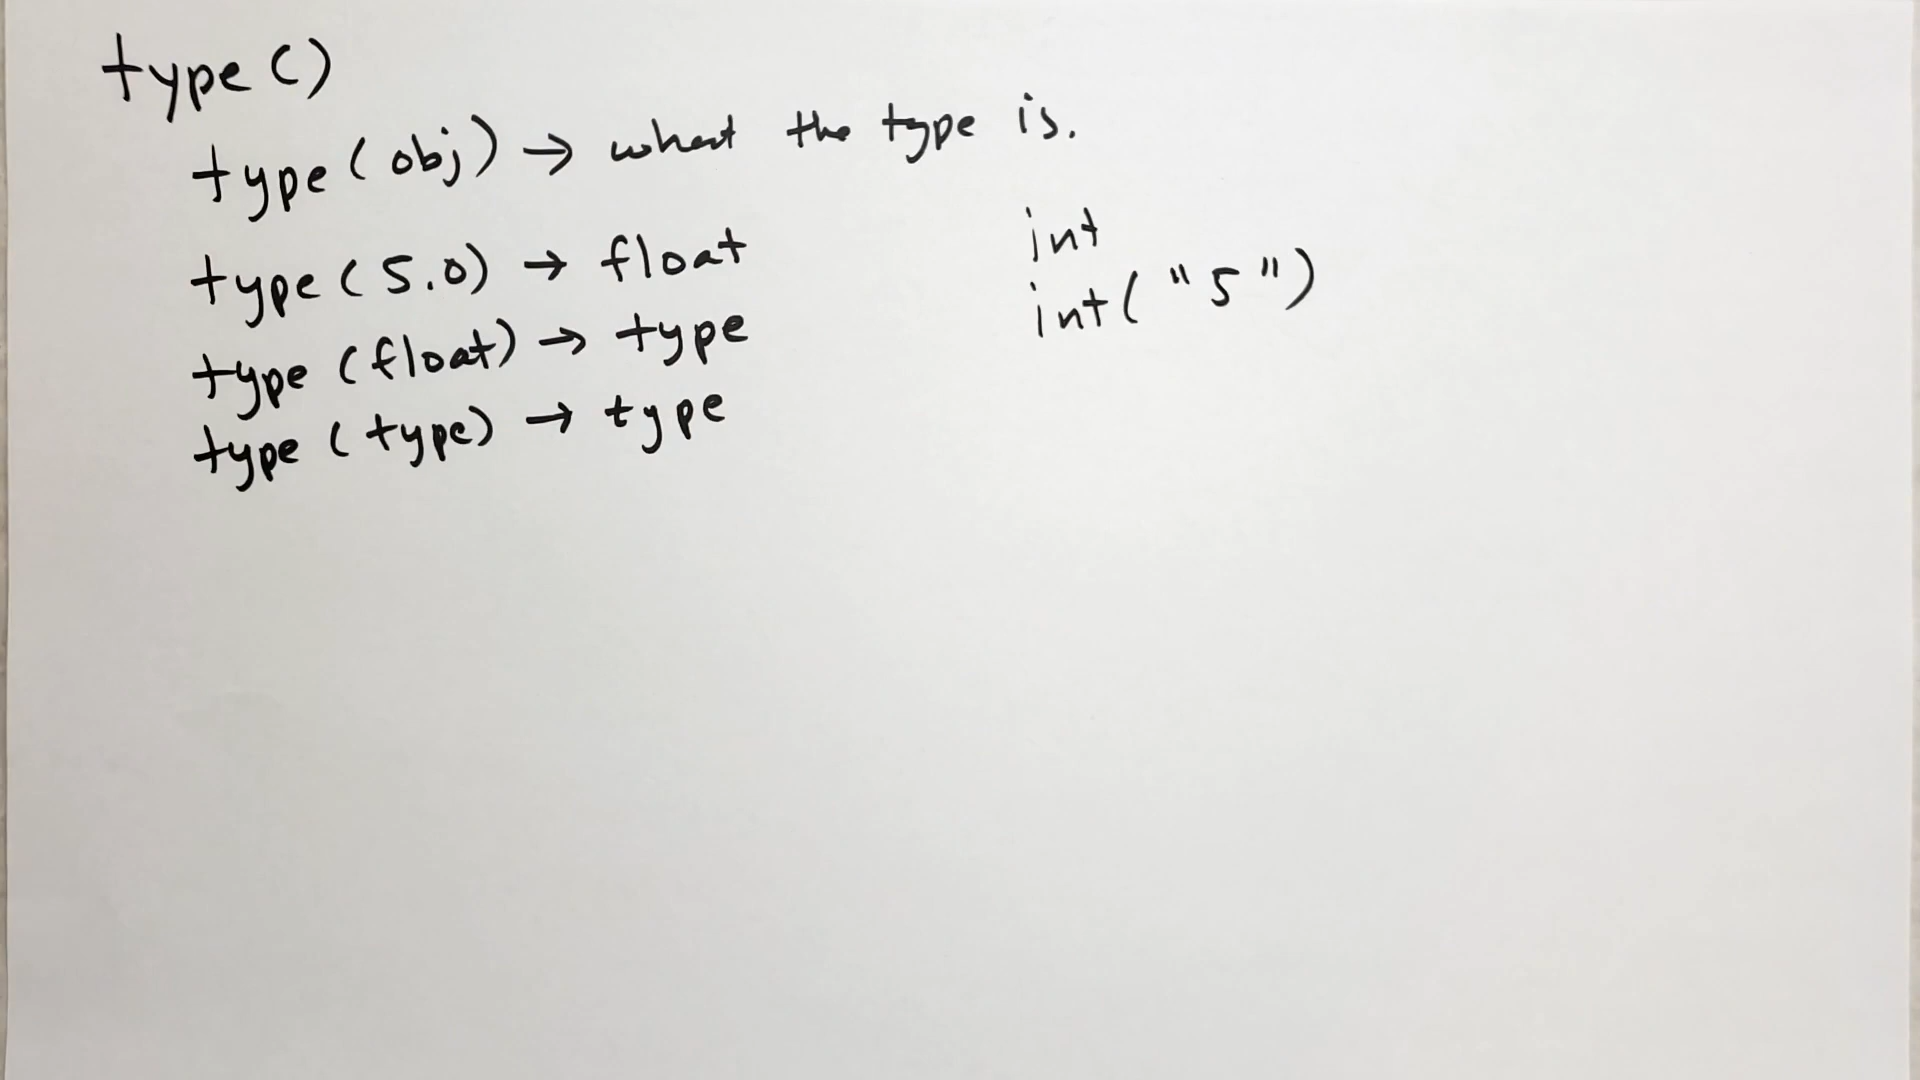 type()
type(obj) → what the type is.
type(5.0) → float
type(float) → type
type(type) → type
int
int("5")